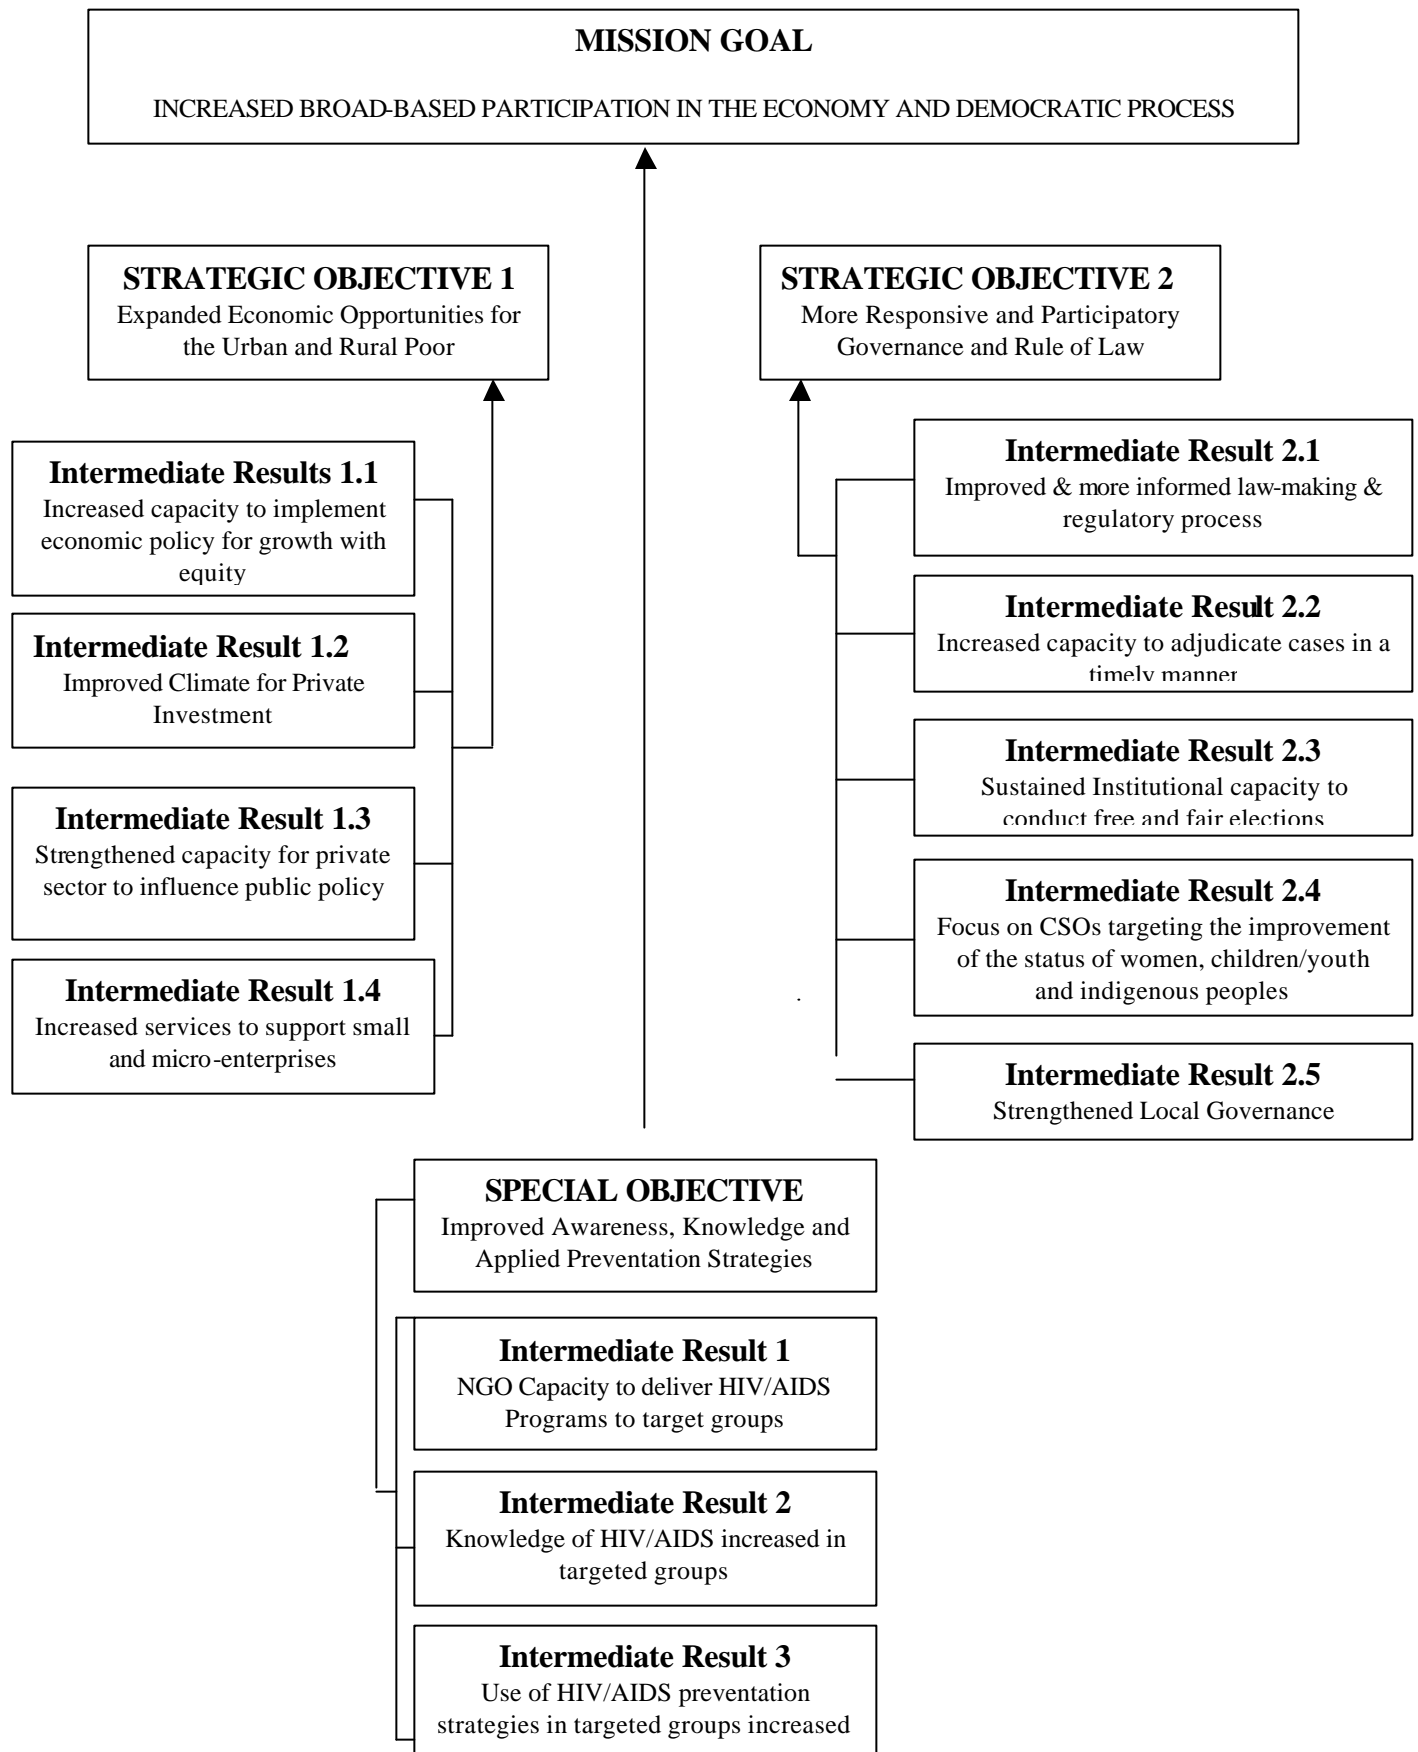 MISSION GOAL
INCREASED BROAD-BASED PARTICIPATION IN THE ECONOMY AND DEMOCRATIC PROCESS
STRATEGIC OBJECTIVE 1
Expanded Economic Opportunities for
the Urban and Rural Poor
STRATEGIC OBJECTIVE 2
More Responsive and Participatory
Governance and Rule of Law
Intermediate Results 1.1
Increased capacity to implement
economic policy for growth with
equity
Intermediate Result 1.2
Improved Climate for Private
Investment
Intermediate Result 1.3
Strengthened capacity for private
sector to influence public policy
Intermediate Result 1.4
Increased services to support small
and micro-enterprises
Intermediate Result 2.1
Improved & more informed law-making &
regulatory process
Intermediate Result 2.2
Increased capacity to adjudicate cases in a
timely manner
Intermediate Result 2.3
Sustained Institutional capacity to
conduct free and fair elections
Intermediate Result 2.4
Focus on CSOs targeting the improvement
of the status of women, children/youth
and indigenous peoples
Intermediate Result 2.5
Strengthened Local Governance
SPECIAL OBJECTIVE
Improved Awareness, Knowledge and
Applied Preventation Strategies
Intermediate Result 1
NGO Capacity to deliver HIV/AIDS
Programs to target groups
Intermediate Result 2
Knowledge of HIV/AIDS increased in
targeted groups
Intermediate Result 3
Use of HIV/AIDS preventation
strategies in targeted groups increased